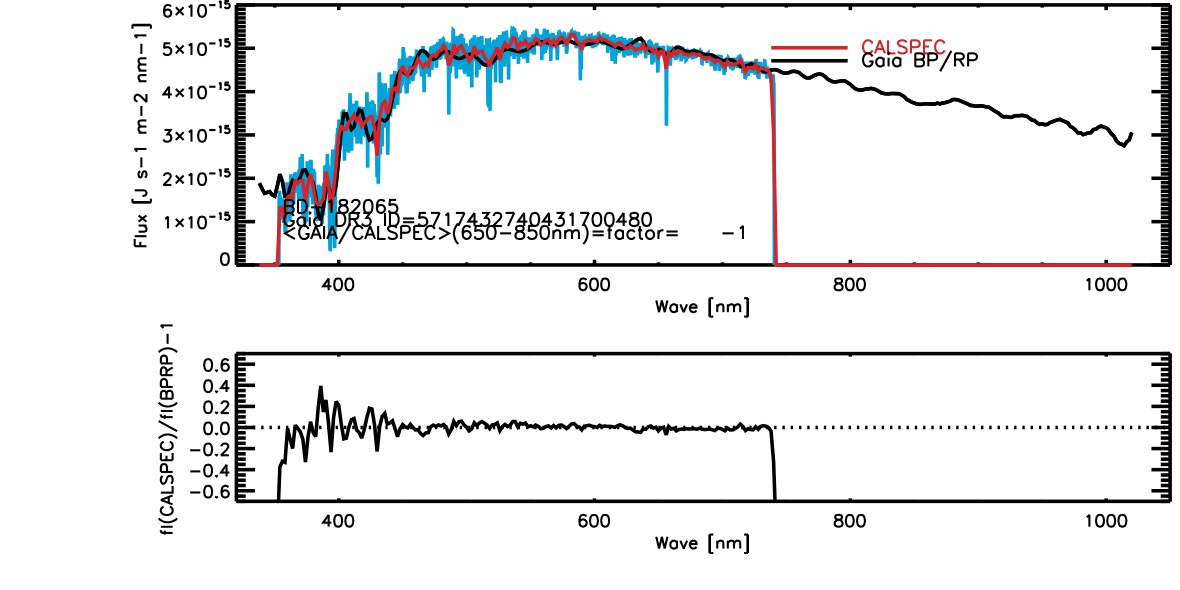 6×10−15
5×10−15
4×10−15
3×10−15
2×10−15
1×10−15
0
Flux [J s−1 m−2 nm−1]
CALSPEC
Gaia BP/RP
Gaia DR3 ID=5717432740431700480
<GAIA/CALSPEC>(650−850nm)=factor= −1
400 600 800 1000
Wave [nm]
fl(CALSPEC)/fl(BPRP)−1
0.6
0.4
0.2
0.0
−0.2
−0.4
−0.6
400 600 800 1000
Wave [nm]